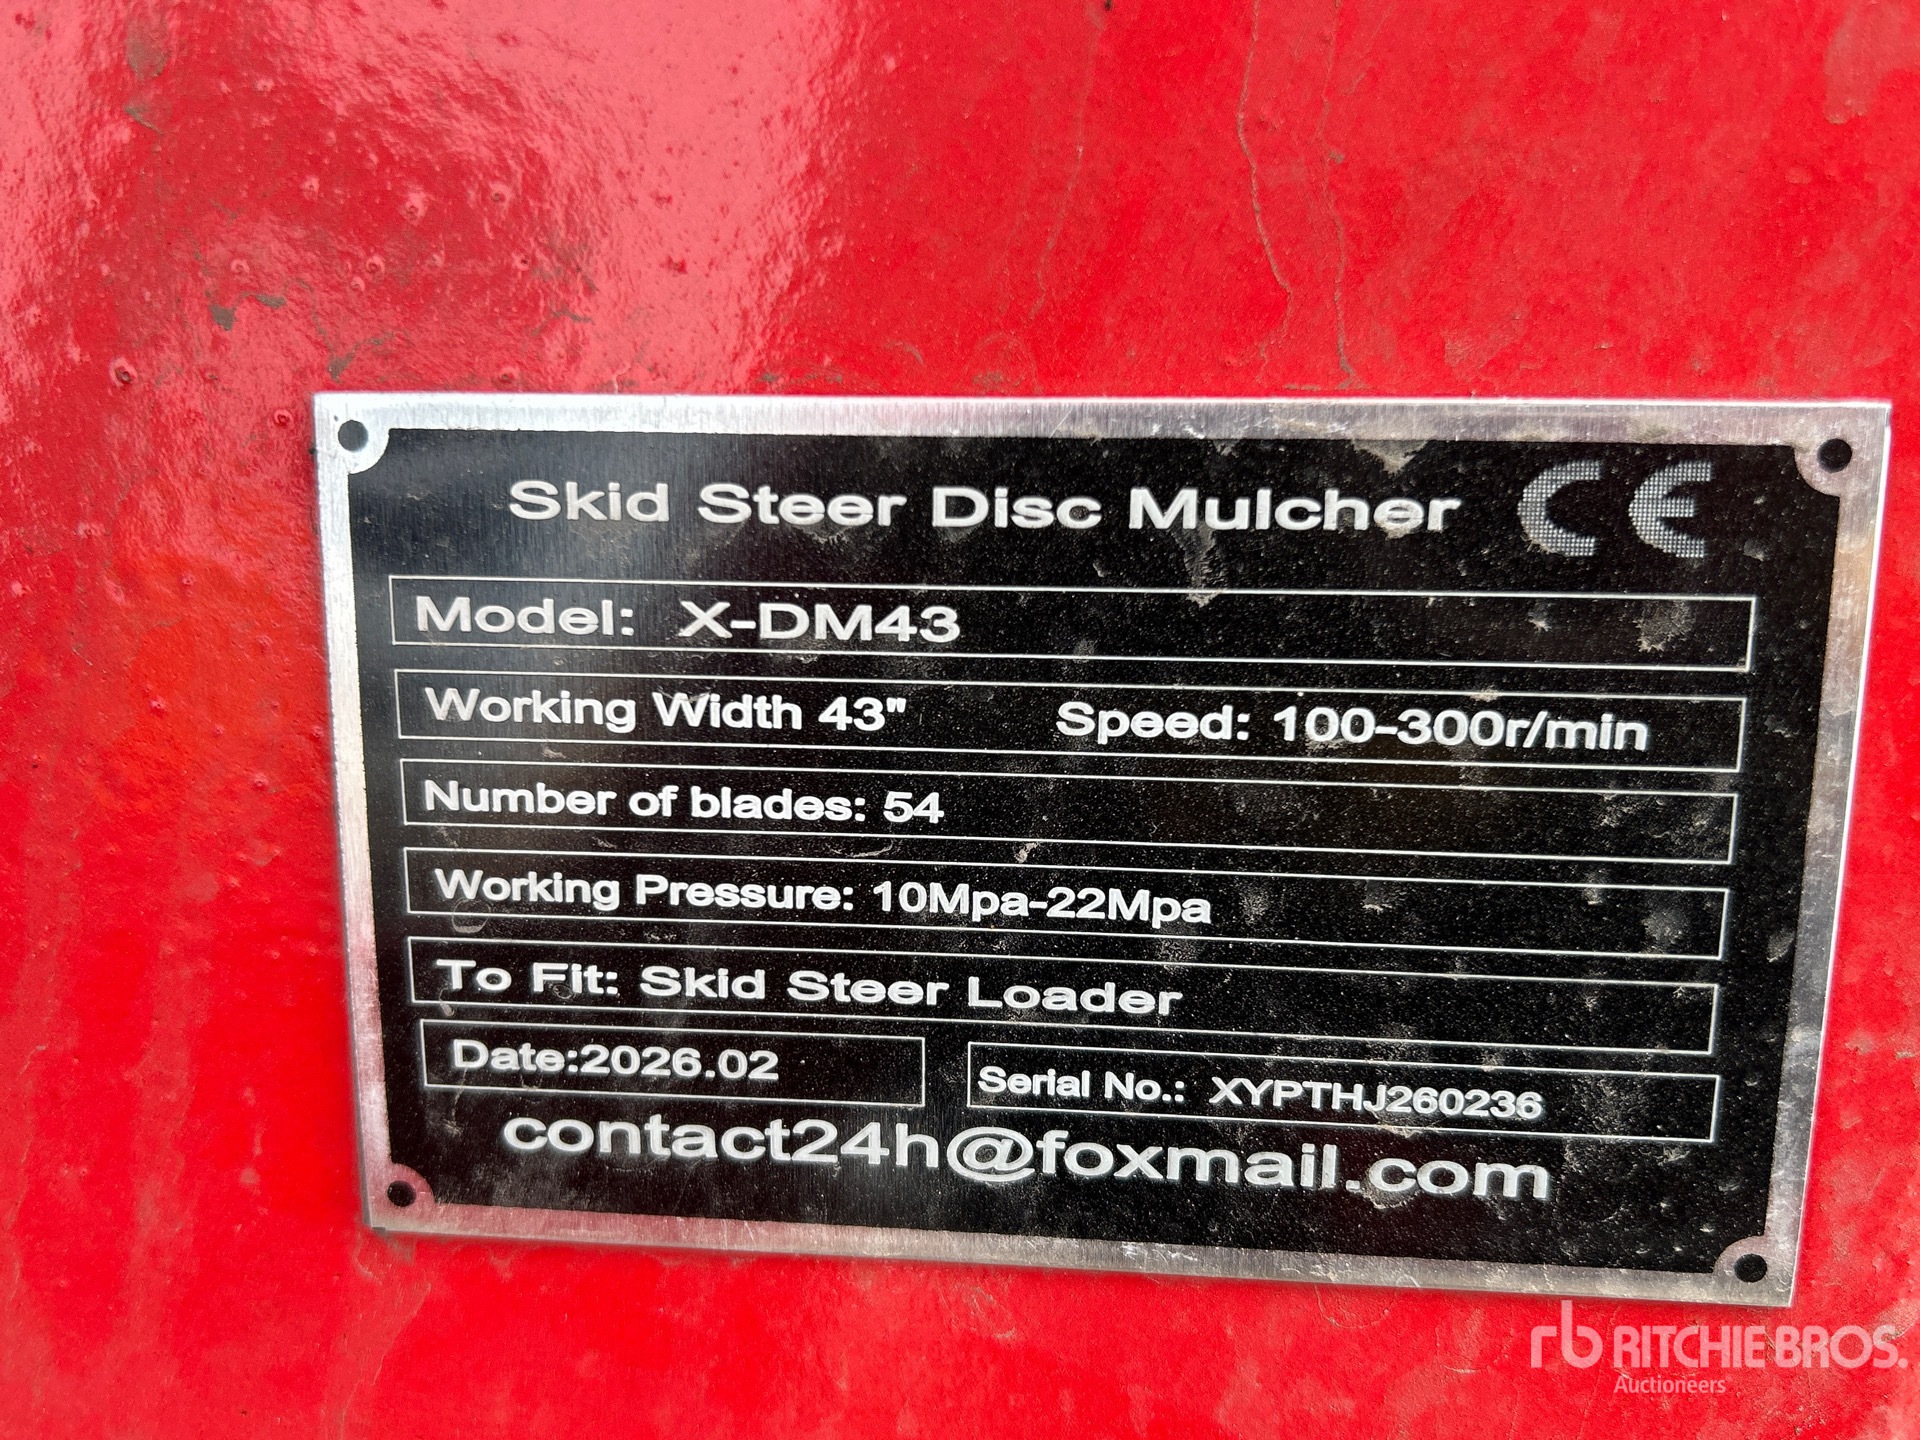 Skid Steer Disc Mulcher CE
Model: X-DM43
Working Width 43" Speed: 100-300r/min
Number of blades: 54
Working Pressure: 10Mpa-22Mpa
To Fit: Skid Steer Loader
Date:2026.02 Serial No.: XYPTHJ260236
contact24h@foxmail.com
rb RITCHIE BROS.
Auctioneers